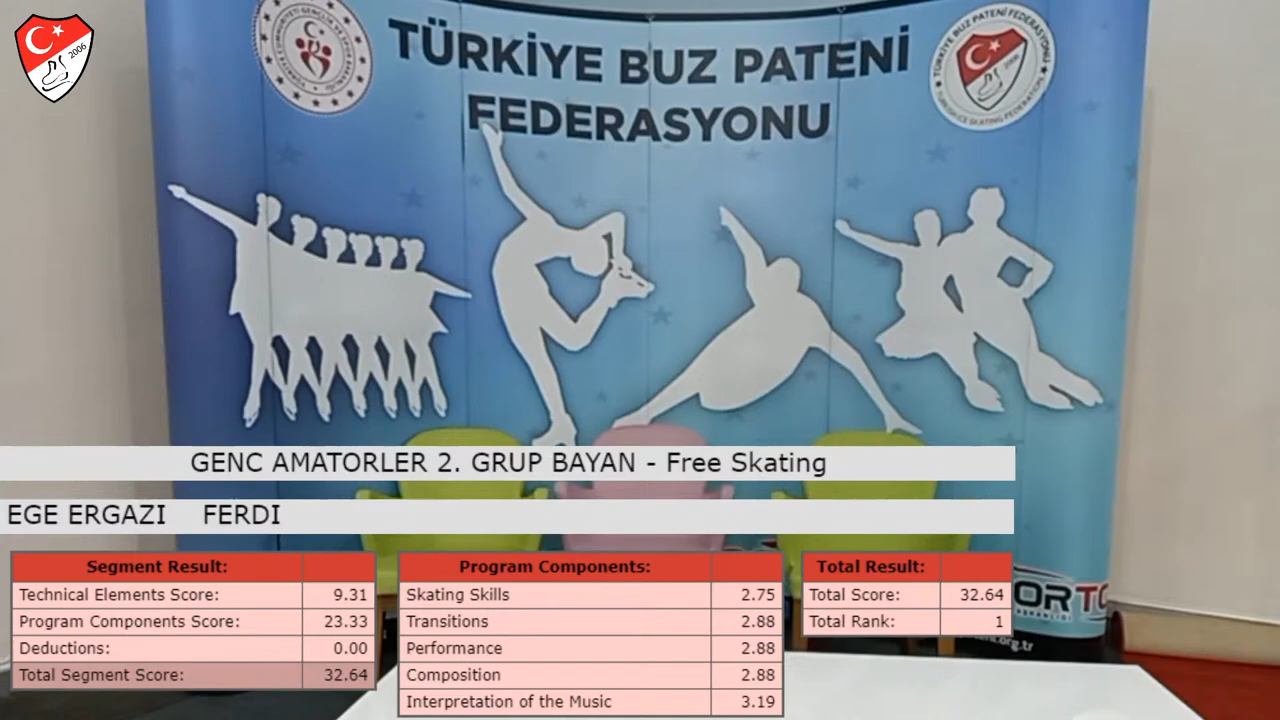 2006
TÜRKİYE BUZ PATENİ
FEDERASYONU
GENC AMATORLER 2. GRUP BAYAN - Free Skating
EGE ERGAZI FERDI
Segment Result:
Technical Elements Score: 9.31
Program Components Score: 23.33
Deductions: 0.00
Total Segment Score: 32.64
Program Components:
Skating Skills 2.75
Transitions 2.88
Performance 2.88
Composition 2.88
Interpretation of the Music 3.19
Total Result:
Total Score: 32.64
Total Rank: 1